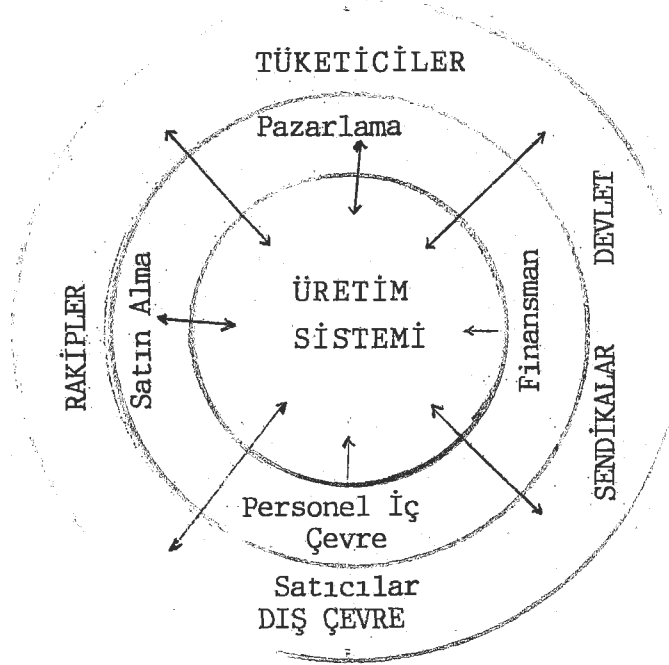 TÜKETİCİLER
Pazarlama
DEVLET
ÜRETİM
SİSTEMİ
Finansman
Satın Alma
RAKİPLER
SENDİKALAR
Personel İç
Çevre
Satıcılar
DIŞ ÇEVRE